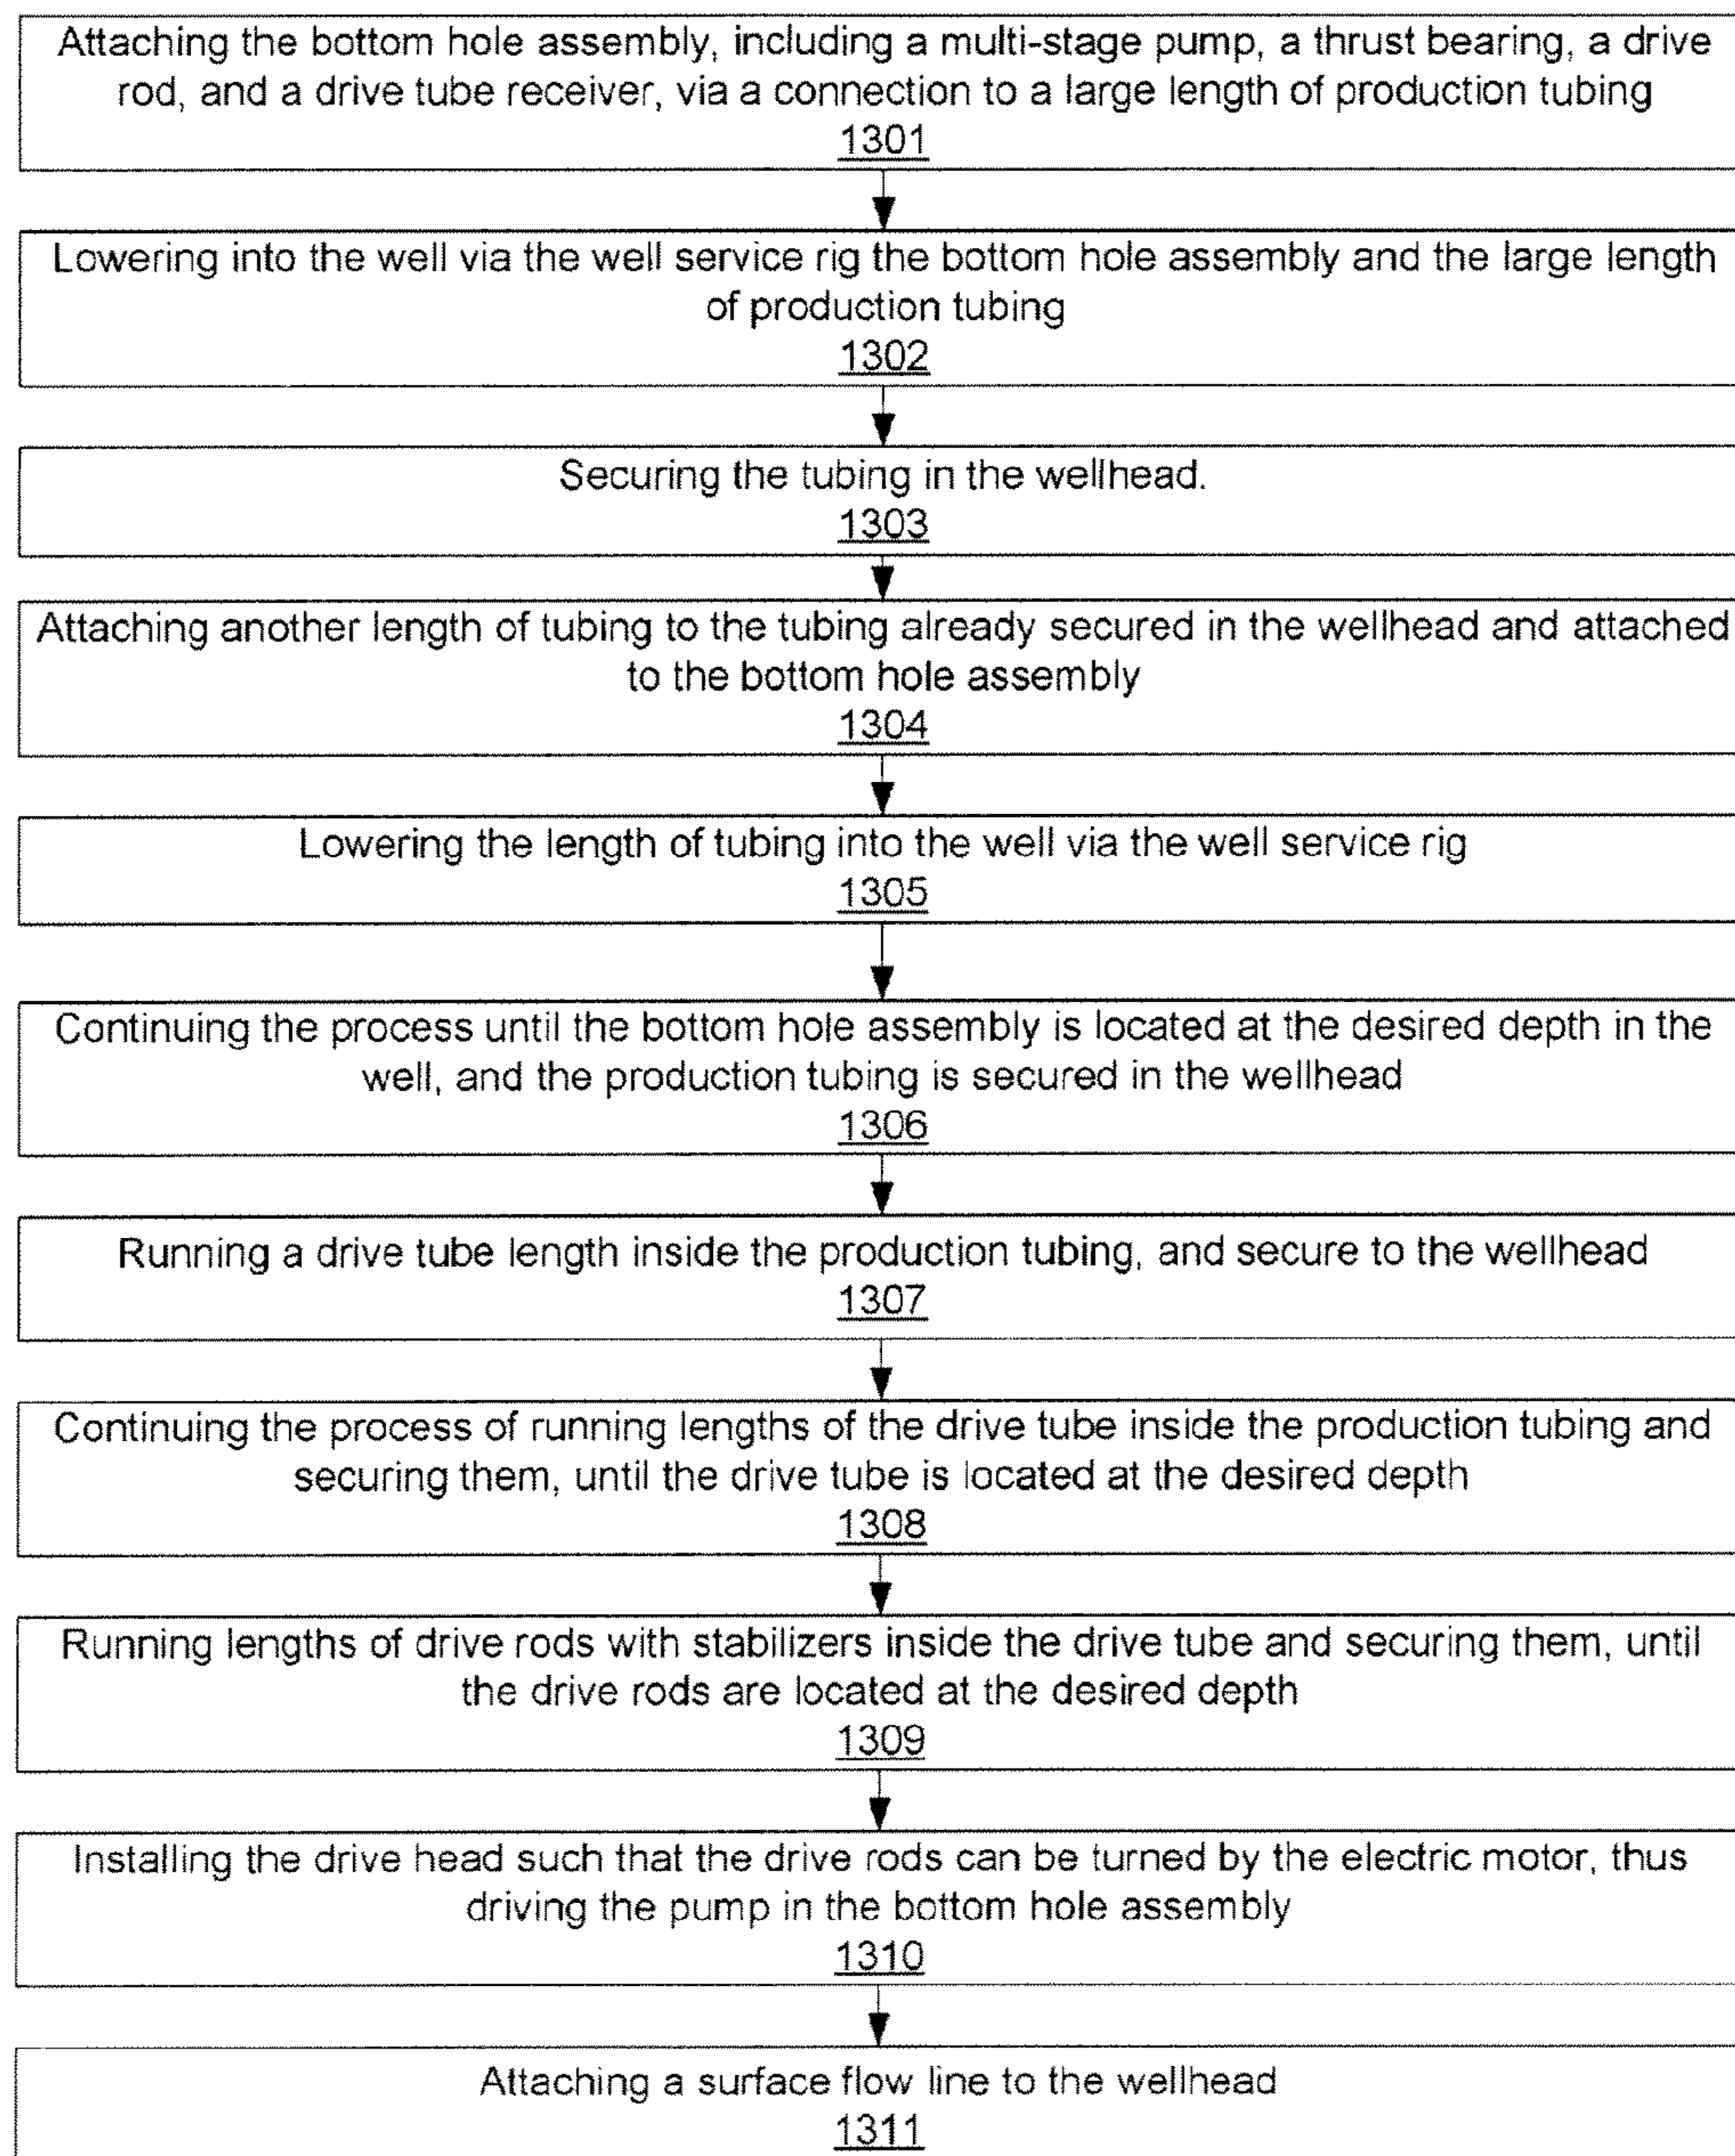 Attaching the bottom hole assembly, including a multi-stage pump, a thrust bearing, a drive
rod, and a drive tube receiver, via a connection to a large length of production tubing
1301
Lowering into the well via the well service rig the bottom hole assembly and the large length
of production tubing
1302
Securing the tubing in the wellhead.
1303
Attaching another length of tubing to the tubing already secured in the wellhead and attached
to the bottom hole assembly
1304
Lowering the length of tubing into the well via the well service rig
1305
Continuing the process until the bottom hole assembly is located at the desired depth in the
well, and the production tubing is secured in the wellhead
1306
Running a drive tube length inside the production tubing, and secure to the wellhead
1307
Continuing the process of running lengths of the drive tube inside the production tubing and
securing them, until the drive tube is located at the desired depth
1308
Running lengths of drive rods with stabilizers inside the drive tube and securing them, until
the drive rods are located at the desired depth
1309
Installing the drive head such that the drive rods can be turned by the electric motor, thus
driving the pump in the bottom hole assembly
1310
Attaching a surface flow line to the wellhead
1311